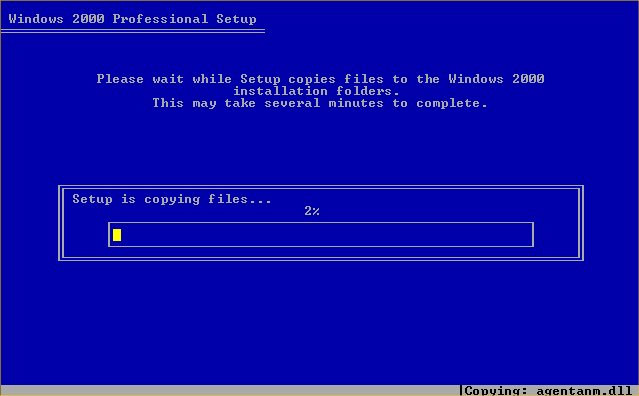 Windows 2000 Professional Setup
Please wait while Setup copies files to the Windows 2000
installation folders.
This may take several minutes to complete.
Setup is copying files...
2%
|Copying: agentanm.dll